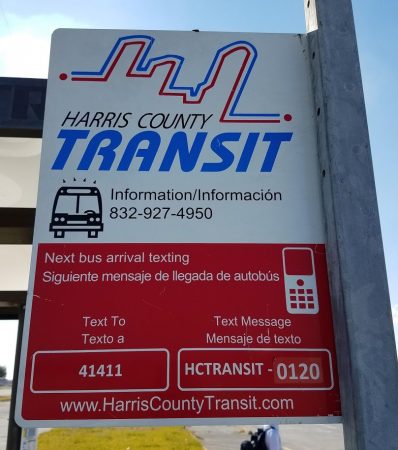 HARRIS COUNTY
TRANSIT
Information/Información
832-927-4950
Next bus arrival texting
Siguiente mensaje de llegada de autobús
Text To
Texto a
41411
Text Message
Mensaje de texto
HCTRANSIT - 0120
www.HarrisCountyTransit.com